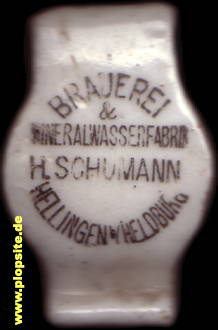 BRAUEREI
&
MINERALWASSERFABRIK
H. SCHUMANN
HELLINGEN b/HELDBURG
www.plopsite.de